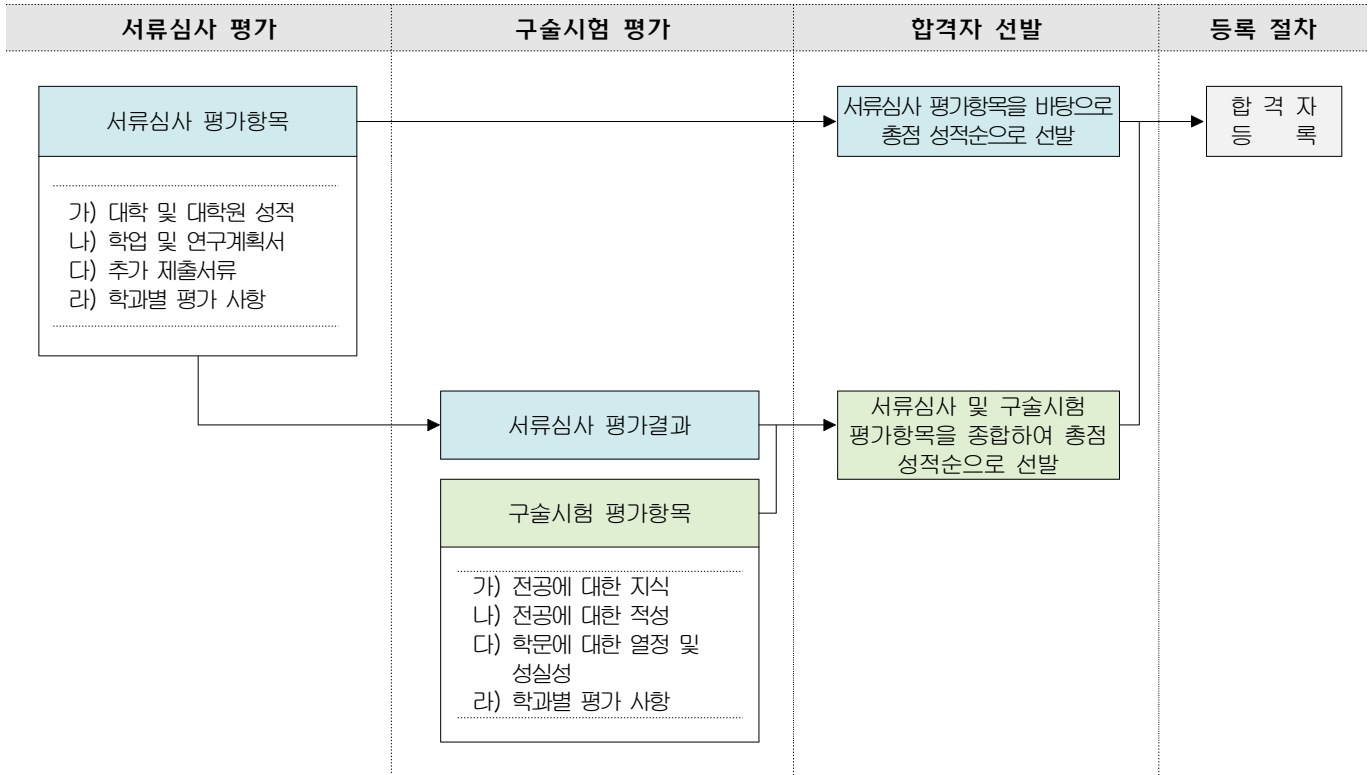 서류심사 평가
구술시험 평가
합격자 선발
등록 절차
서류심사 평가항목
가) 대학 및 대학원 성적
나) 학업 및 연구계획서
다) 추가 제출서류
라) 학과별 평가 사항
서류심사 평가항목을 바탕으로
총점 성적순으로 선발
합 격 자
등 록
서류심사 평가결과
구술시험 평가항목
가) 전공에 대한 지식
나) 전공에 대한 적성
다) 학문에 대한 열정 및
성실성
라) 학과별 평가 사항
서류심사 및 구술시험
평가항목을 종합하여 총점
성적순으로 선발